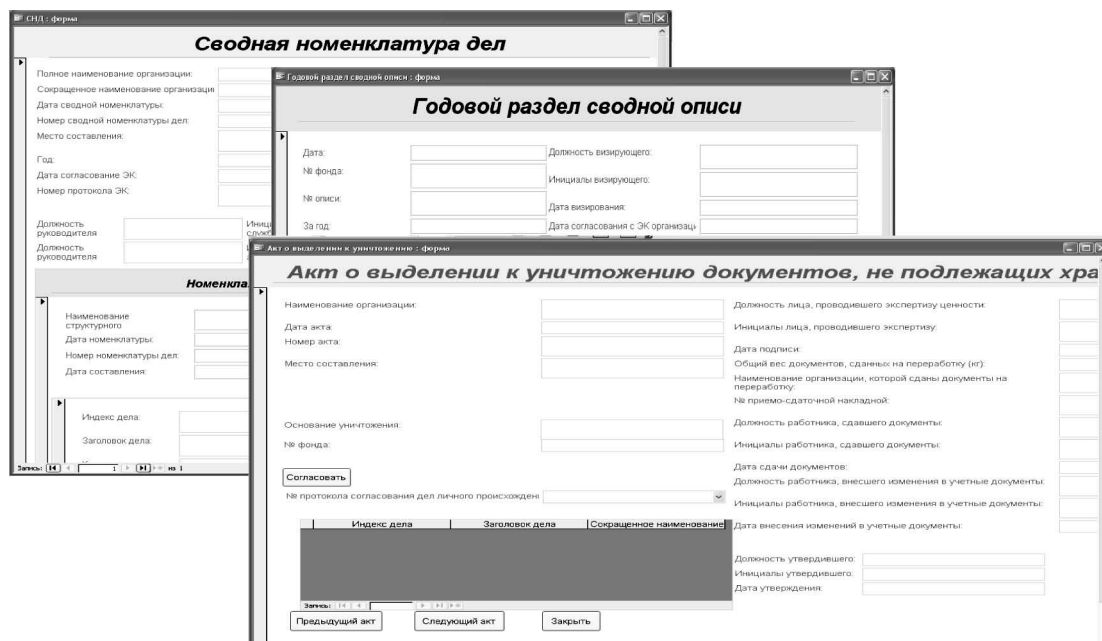 СНД : форма
Сводная номенклатура дел
Полное наименование организации:
Сокращенное наименование организации
Дата сводной номенклатуры:
Номер сводной номенклатуры дел:
Место составления:
Год:
Дата согласование ЭК:
Номер протокола ЭК:
Должность
руководителя
Иници
служб
Должность
руководителя
Номенкла
Наименование
структурного
Дата номенклатуры:
Номер номенклатуры дел:
Дата составления:
Индекс дела:
Заголовок дела:
Запись: 1 из 1
Годовой раздел сводной описи : форма
Годовой раздел сводной описи
Дата:
№ фонда:
№ описи:
За год:
Должность визирующего:
Инициалы визирующего:
Дата визирования:
Дата согласования с ЭК организац
Акт о выделении к уничтожению : форма
Акт о выделении к уничтожению документов, не подлежащих хра
Наименование организации:
Дата акта:
Номер акта:
Место составления:
Основание уничтожения:
№ фонда:
Согласовать
№ протокола согласования дел личного происхожден
Индекс дела Заголовок дела Сокращенное наименование
Запись:
Предыдущий акт Следующий акт Закрыть
Должность лица, проводившего экспертизу ценности:
Инициалы лица, проводившего экспертизу:
Дата подписи:
Общий вес документов, сданных на переработку (кг):
Наименование организации, которой сданы документы на
переработку:
№ приемо-сдаточной накладной:
Должность работника, сдавшего документы:
Инициалы работника, сдавшего документы:
Дата сдачи документов:
Должность работника, внесшего изменения в учетные документы:
Инициалы работника, внесшего изменения в учетные документы:
Дата внесения изменений в учетные документы:
Должность утвердившего:
Инициалы утвердившего:
Дата утверждения: